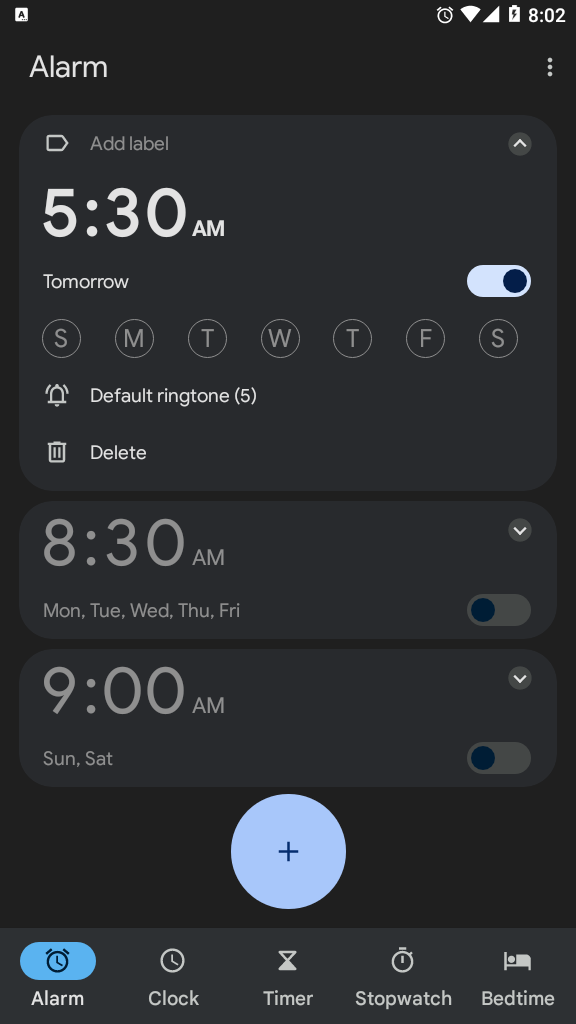 A
8:02
Alarm
Add label
5:30 AM
Tomorrow
S M T W T F S
Default ringtone (5)
Delete
8:30 AM
Mon, Tue, Wed, Thu, Fri
9:00 AM
Sun, Sat
Alarm Clock Timer Stopwatch Bedtime